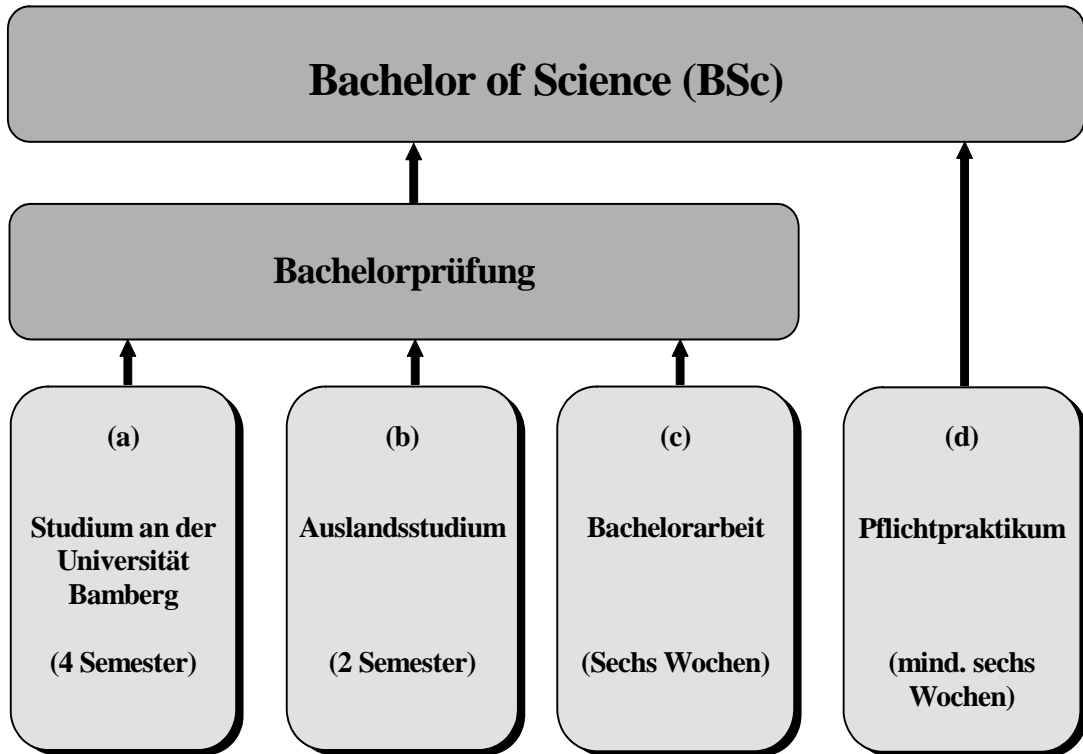 Bachelor of Science (BSc)
Bachelorprüfung
(a)
Studium an der
Universität
Bamberg
(4 Semester)
(b)
Auslandsstudium
(2 Semester)
(c)
Bachelorarbeit
(Sechs Wochen)
(d)
Pflichtpraktikum
(mind. sechs
Wochen)